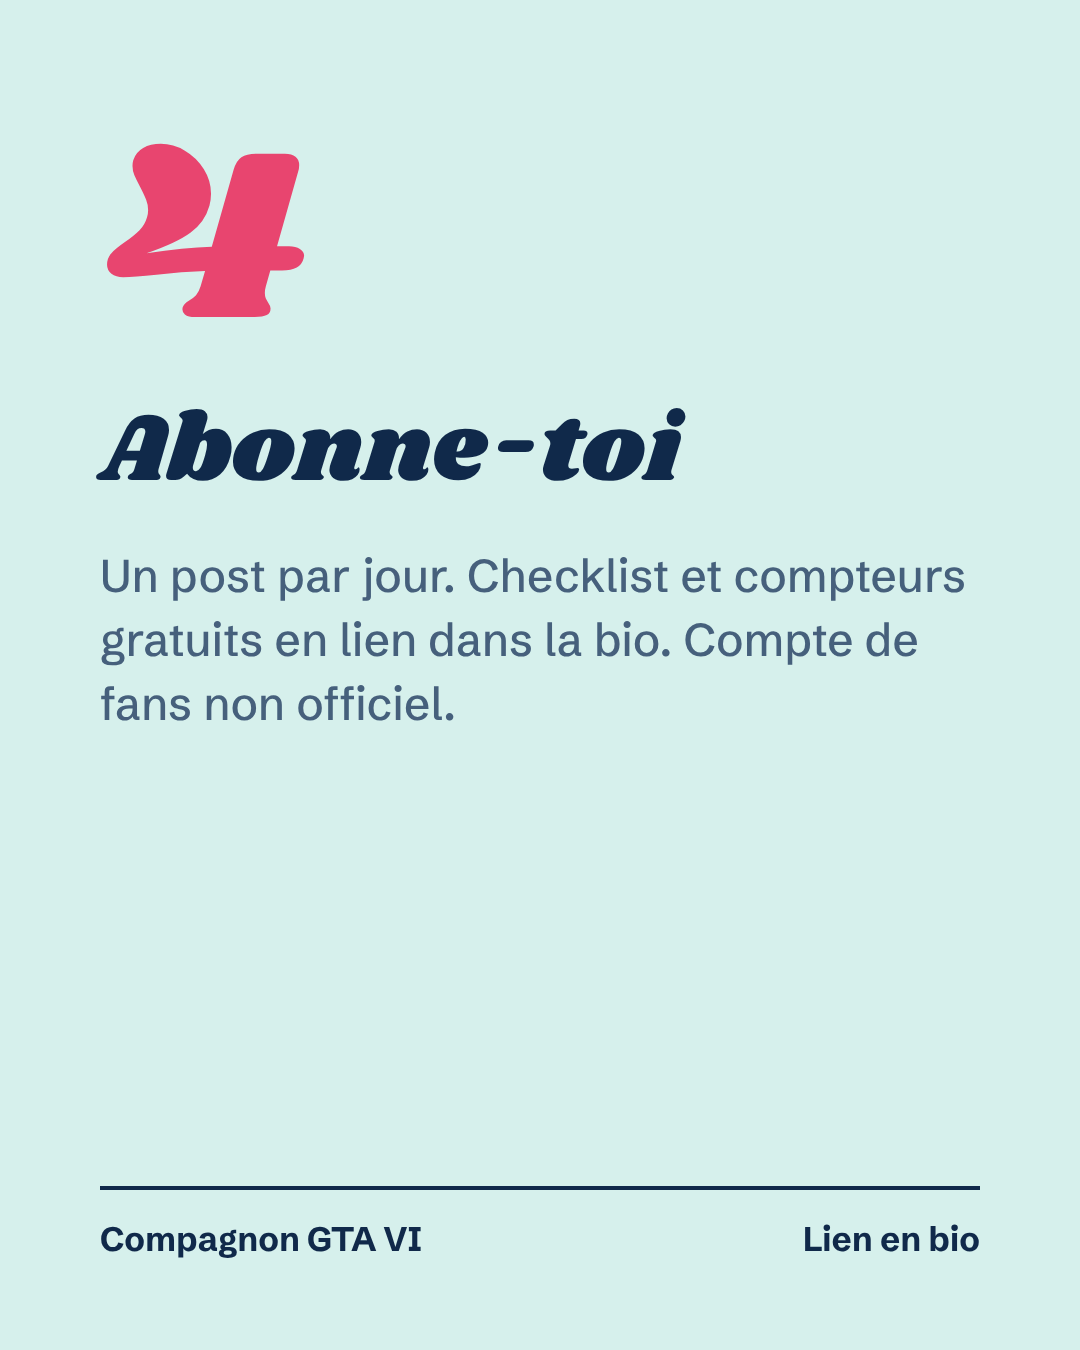 4
Abonne-toi
Un post par jour. Checklist et compteurs
gratuits en lien dans la bio. Compte de
fans non officiel.
Compagnon GTA VI
Lien en bio